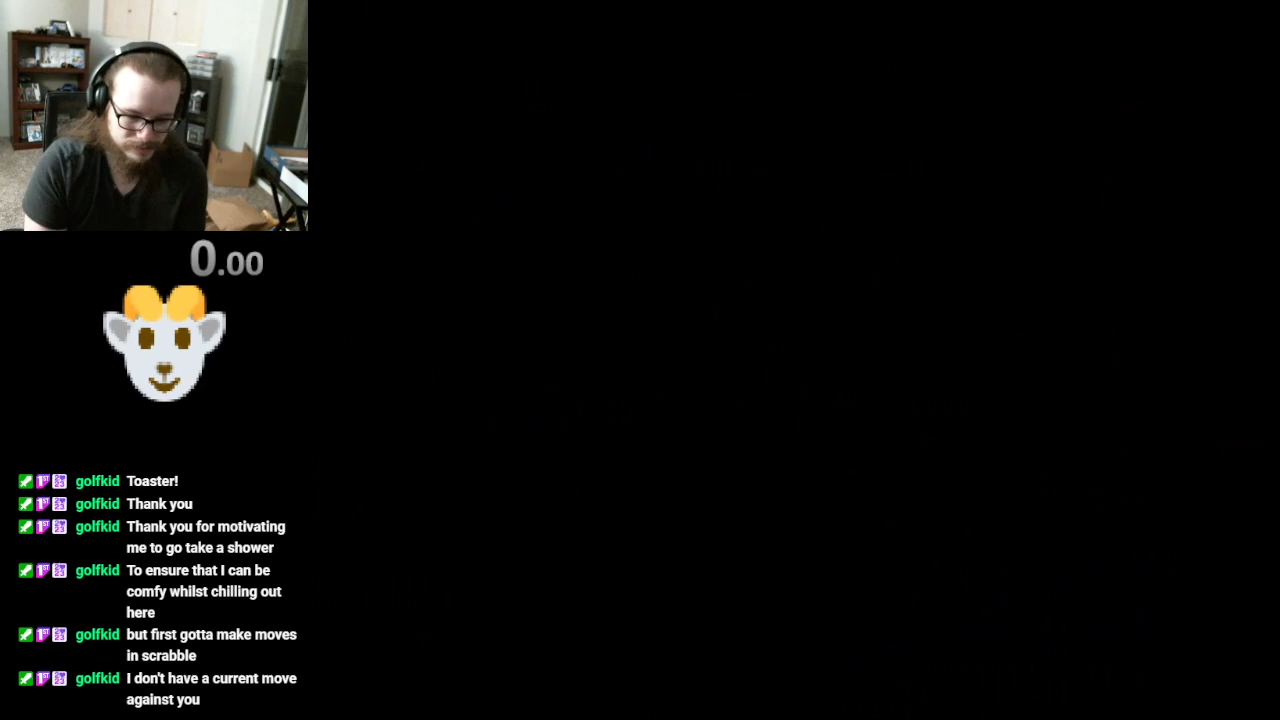 0.00
golfkid Toaster!
golfkid Thank you
golfkid Thank you for motivating
me to go take a shower
golfkid To ensure that I can be
comfy whilst chilling out
here
golfkid but first gotta make moves
in scrabble
golfkid I don't have a current move
against you